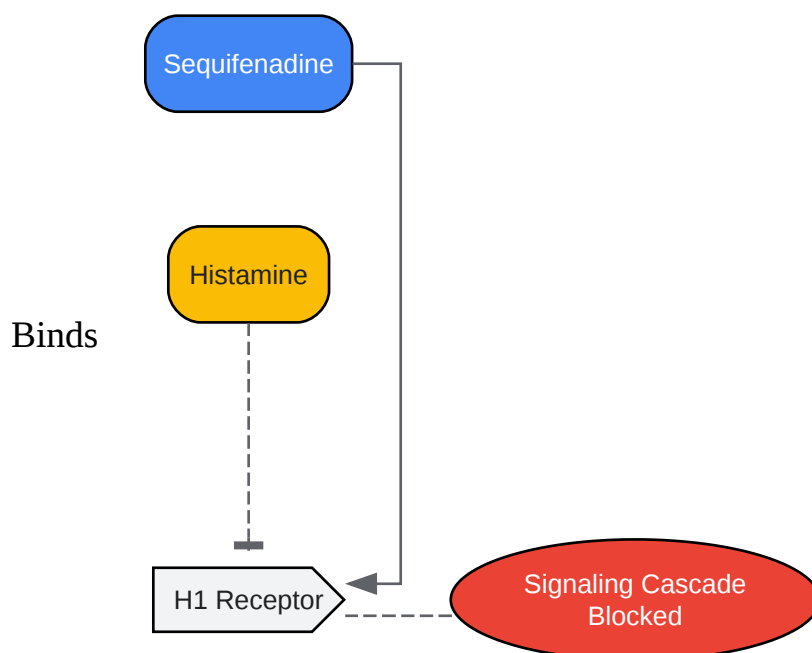 Sequifenadine
Histamine
Binds
H1 Receptor
Signaling Cascade
Blocked